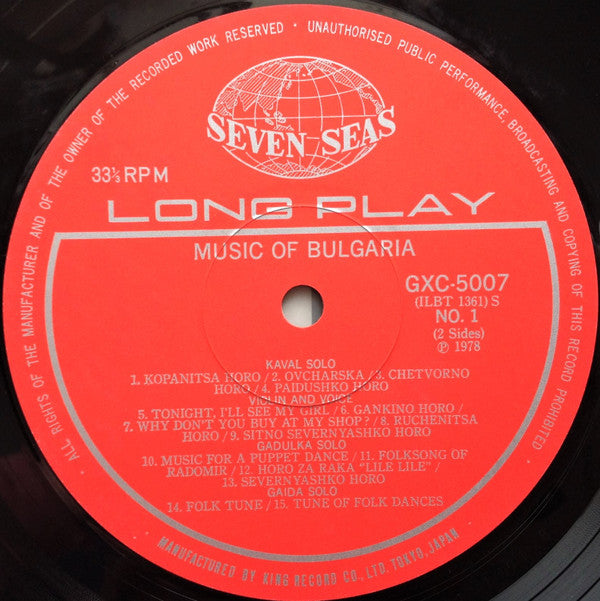 ALL RIGHTS OF THE MANUFACTURER AND OF THE OWNER OF THE RECORDED WORK RESERVED · UNAUTHORISED PUBLIC PERFORMANCE, BROADCASTING AND COPYING OF THIS RECORD PROHIBITED ·
SEVEN SEAS
33⅓ RPM
LONG PLAY
MUSIC OF BULGARIA
GXC-5007
(ILBT 1361) S
NO. 1
(2 Sides)
Ⓟ 1978
KAVAL SOLO
1. KOPANITSA HORO / 2. OVCHARSKA / 3. CHETVORNO
HORO / 4. PAIDUSHKO HORO
VIOLIN AND VOICE
5. TONIGHT, I'LL SEE MY GIRL / 6. GANKINO HORO /
7. WHY DON'T YOU BUY AT MY SHOP? / 8. RUCHENITSA
HORO / 9. SITNO SEVERNYASHKO HORO
GADULKA SOLO
10. MUSIC FOR A PUPPET DANCE / 11. FOLKSONG OF
RADOMIR / 12. HORO ZA RAKA "LILE LILE" /
13. SEVERNYASHKO HORO
GAIDA SOLO
14. FOLK TUNE / 15. TUNE OF FOLK DANCES
· MANUFACTURED BY KING RECORD CO., LTD. TOKYO, JAPAN ·